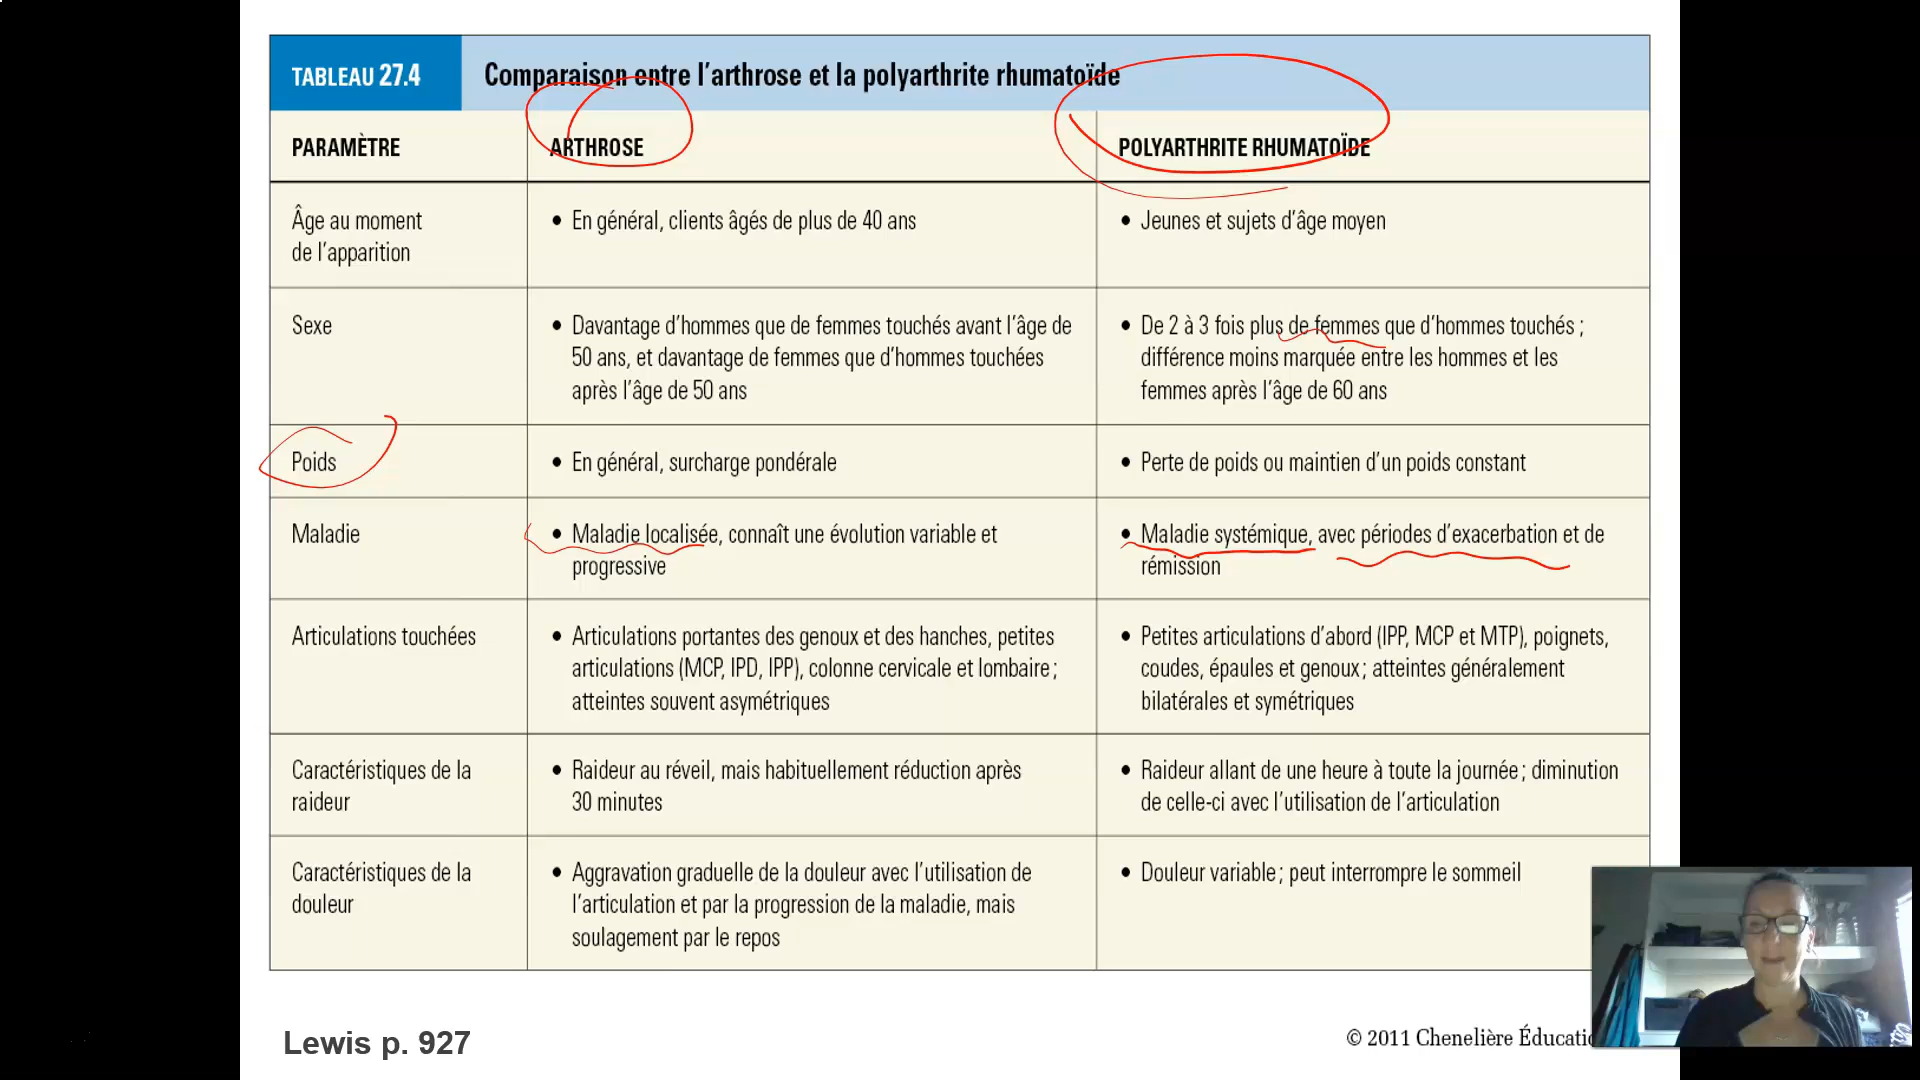 TABLEAU 27.4 Comparaison entre l'arthrose et la polyarthrite rhumatoïde
PARAMÈTRE ARTHROSE POLYARTHRITE RHUMATOÏDE
Âge au moment
de l'apparition
• En général, clients âgés de plus de 40 ans
• Jeunes et sujets d'âge moyen
Sexe
• Davantage d'hommes que de femmes touchés avant l'âge de
50 ans, et davantage de femmes que d'hommes touchées
après l'âge de 50 ans
• De 2 à 3 fois plus de femmes que d'hommes touchés ;
différence moins marquée entre les hommes et les
femmes après l'âge de 60 ans
Poids
• En général, surcharge pondérale
• Perte de poids ou maintien d'un poids constant
Maladie
• Maladie localisée, connaît une évolution variable et
progressive
• Maladie systémique, avec périodes d'exacerbation et de
rémission
Articulations touchées
• Articulations portantes des genoux et des hanches, petites
articulations (MCP, IPD, IPP), colonne cervicale et lombaire ;
atteintes souvent asymétriques
• Petites articulations d'abord (IPP, MCP et MTP), poignets,
coudes, épaules et genoux ; atteintes généralement
bilatérales et symétriques
Caractéristiques de la
raideur
• Raideur au réveil, mais habituellement réduction après
30 minutes
• Raideur allant de une heure à toute la journée ; diminution
de celle-ci avec l'utilisation de l'articulation
Caractéristiques de la
douleur
• Aggravation graduelle de la douleur avec l'utilisation de
l'articulation et par la progression de la maladie, mais
soulagement par le repos
• Douleur variable ; peut interrompre le sommeil
Lewis p. 927
© 2011 Chenelière Éducatio